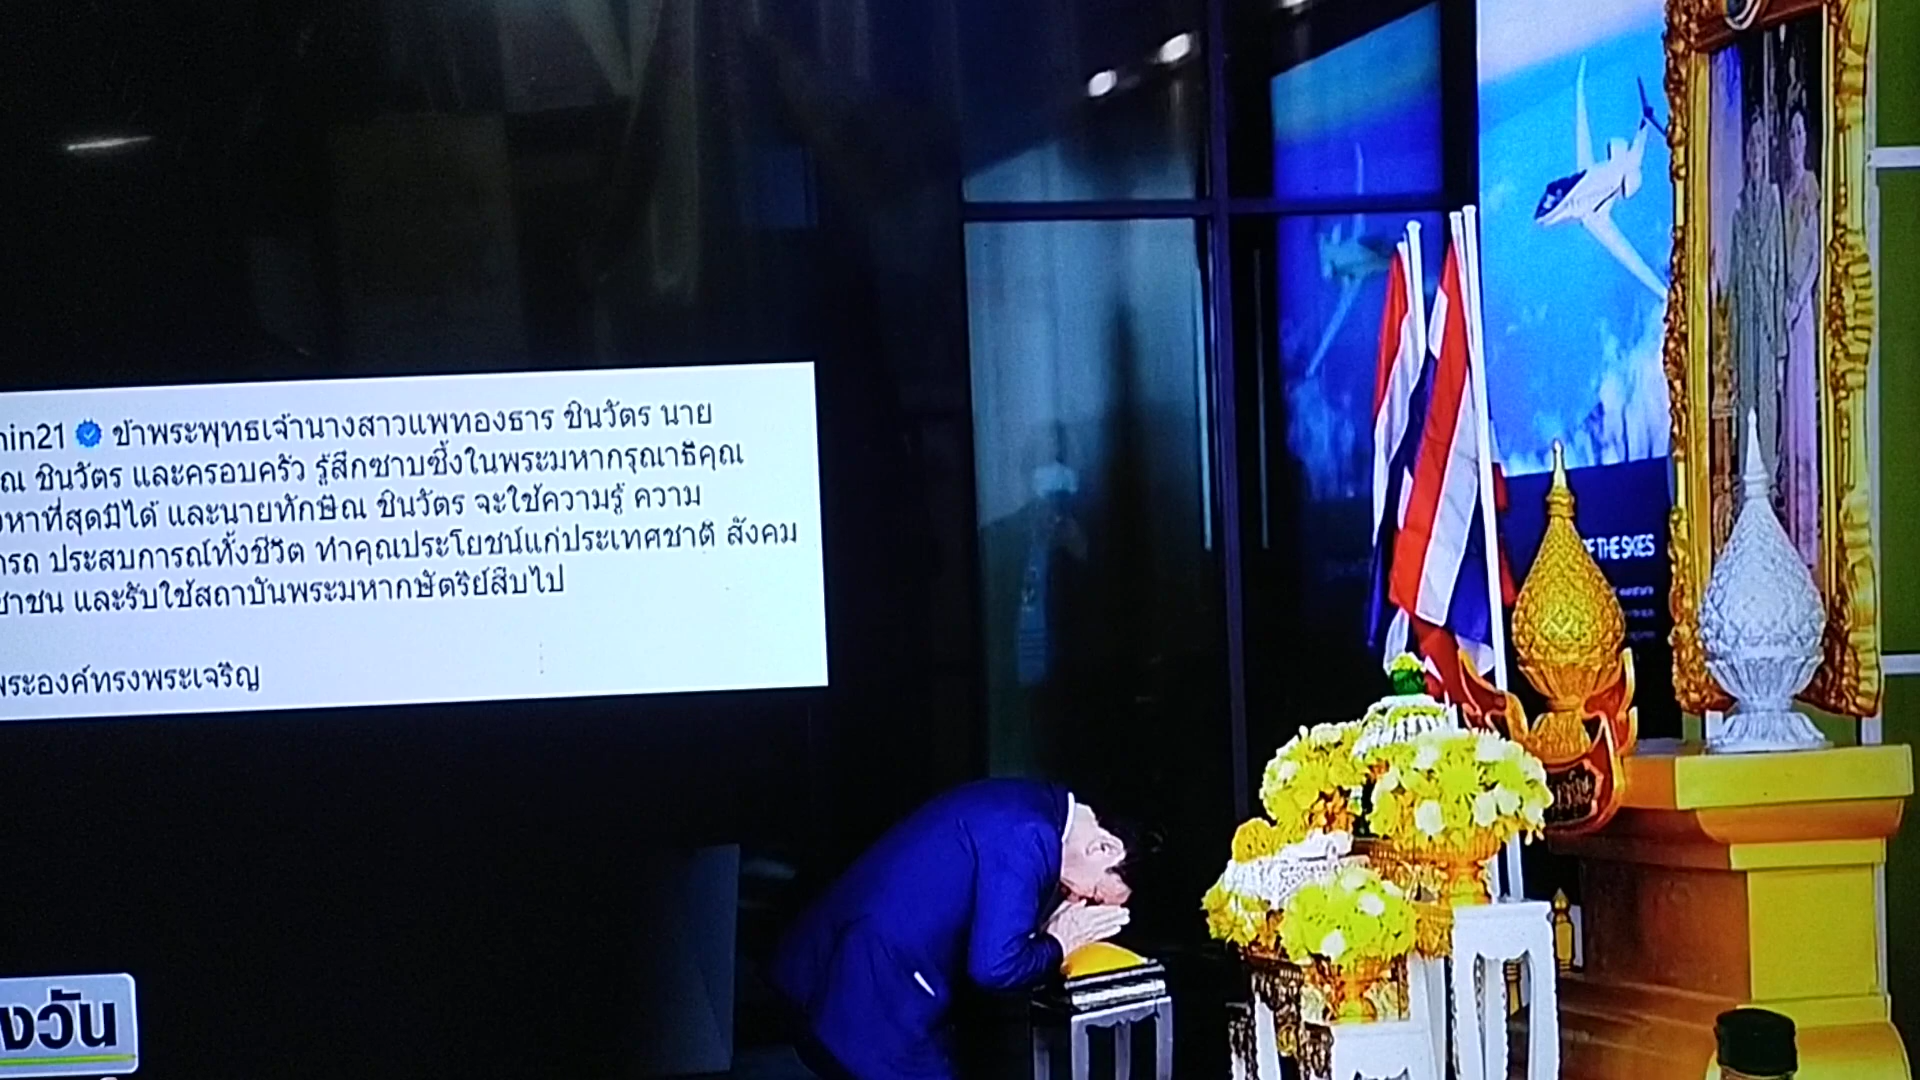 nin21 ข้าพระพุทธเจ้านางสาวแพทองธาร ชินวัตร นาย
ณ ชินวัตร และครอบครัว รู้สึกซาบซึ้งในพระมหากรุณาธิคุณ
หาที่สุดมิได้ และนายทักษิณ ชินวัตร จะใช้ความรู้ ความ
ารถ ประสบการณ์ทั้งชีวิต ทำคุณประโยชน์แก่ประเทศชาติ สังคม
ชาชน และรับใช้สถาบันพระมหากษัตริย์สืบไป
พระองค์ทรงพระเจริญ
OF THE SKIES
งวัน